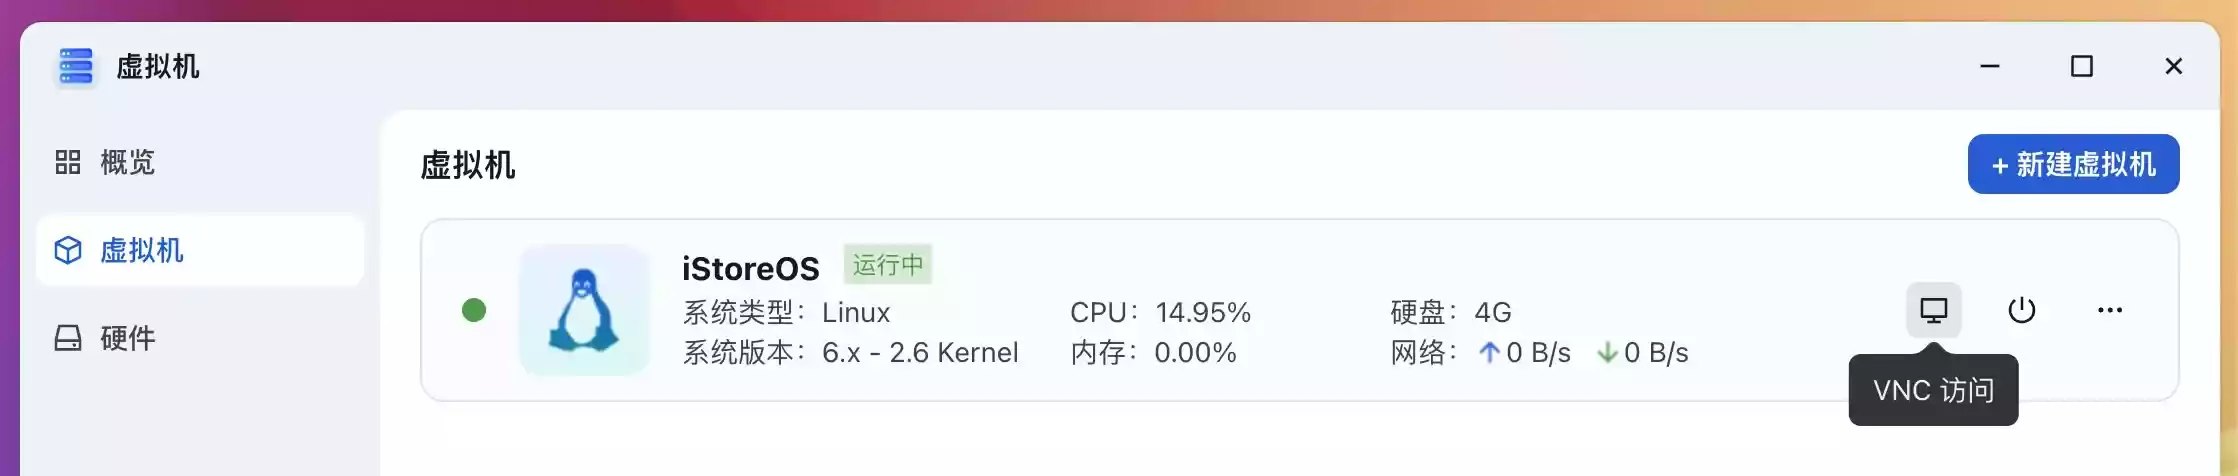 虚拟机
概览
虚拟机
硬件
虚拟机
+ 新建虚拟机
iStoreOS 运行中
系统类型：Linux CPU：14.95% 硬盘：4G
系统版本：6.x - 2.6 Kernel 内存：0.00% 网络：↑0 B/s ↓0 B/s
VNC 访问